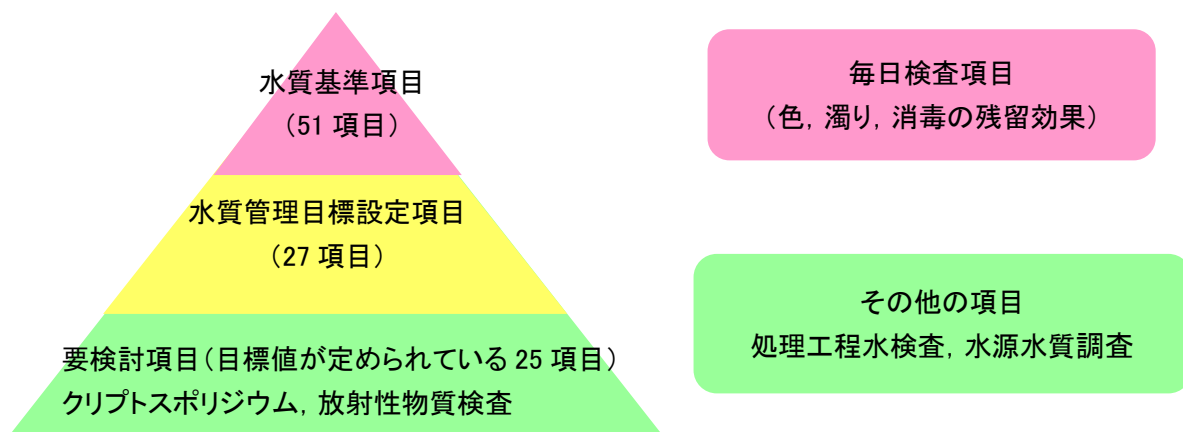 水質基準項目
（51 項目）
水質管理目標設定項目
（27 項目）
要検討項目（目標値が定められている 25 項目）
クリプトスポリジウム, 放射性物質検査
毎日検査項目
（色, 濁り, 消毒の残留効果）
その他の項目
処理工程水検査, 水源水質調査